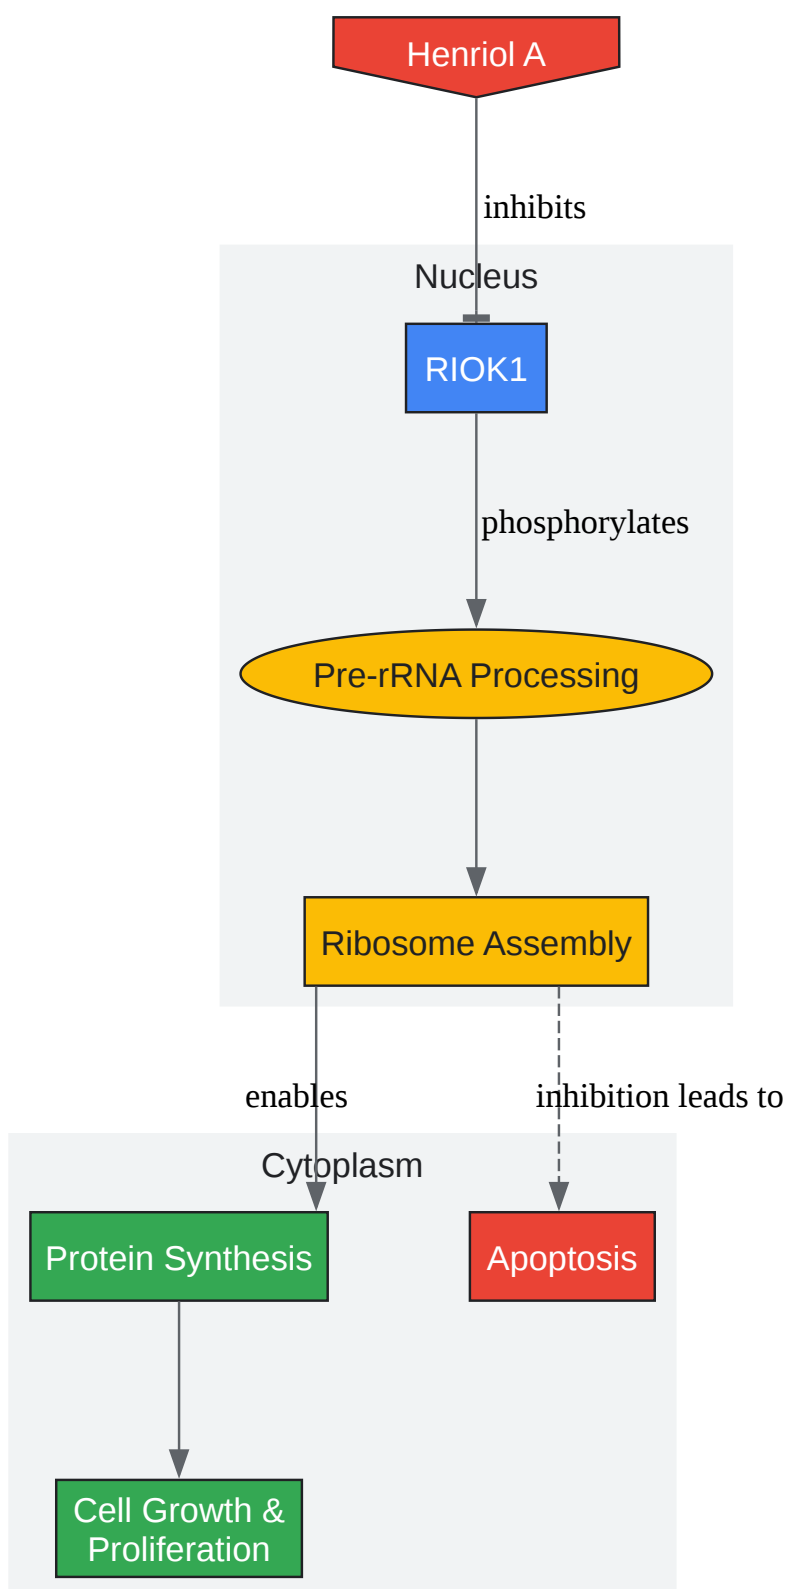 Henriol A
inhibits
Nucleus
RIOK1
phosphorylates
Pre-rRNA Processing
Ribosome Assembly
enables
inhibition leads to
Cytoplasm
Protein Synthesis
Apoptosis
Cell Growth &
Proliferation